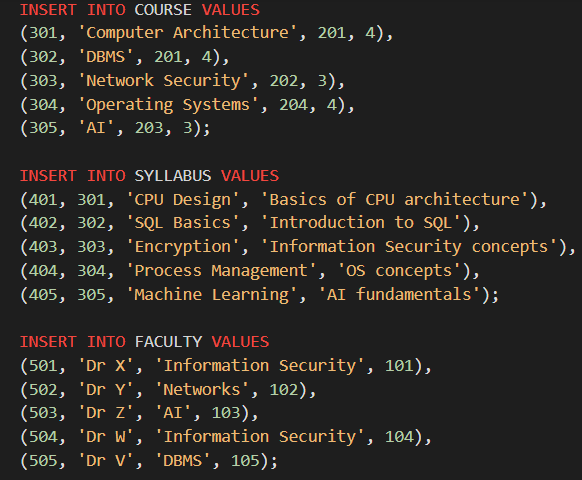 INSERT INTO COURSE VALUES
(301, 'Computer Architecture', 201, 4),
(302, 'DBMS', 201, 4),
(303, 'Network Security', 202, 3),
(304, 'Operating Systems', 204, 4),
(305, 'AI', 203, 3);
INSERT INTO SYLLABUS VALUES
(401, 301, 'CPU Design', 'Basics of CPU architecture'),
(402, 302, 'SQL Basics', 'Introduction to SQL'),
(403, 303, 'Encryption', 'Information Security concepts'),
(404, 304, 'Process Management', 'OS concepts'),
(405, 305, 'Machine Learning', 'AI fundamentals');
INSERT INTO FACULTY VALUES
(501, 'Dr X', 'Information Security', 101),
(502, 'Dr Y', 'Networks', 102),
(503, 'Dr Z', 'AI', 103),
(504, 'Dr W', 'Information Security', 104),
(505, 'Dr V', 'DBMS', 105);